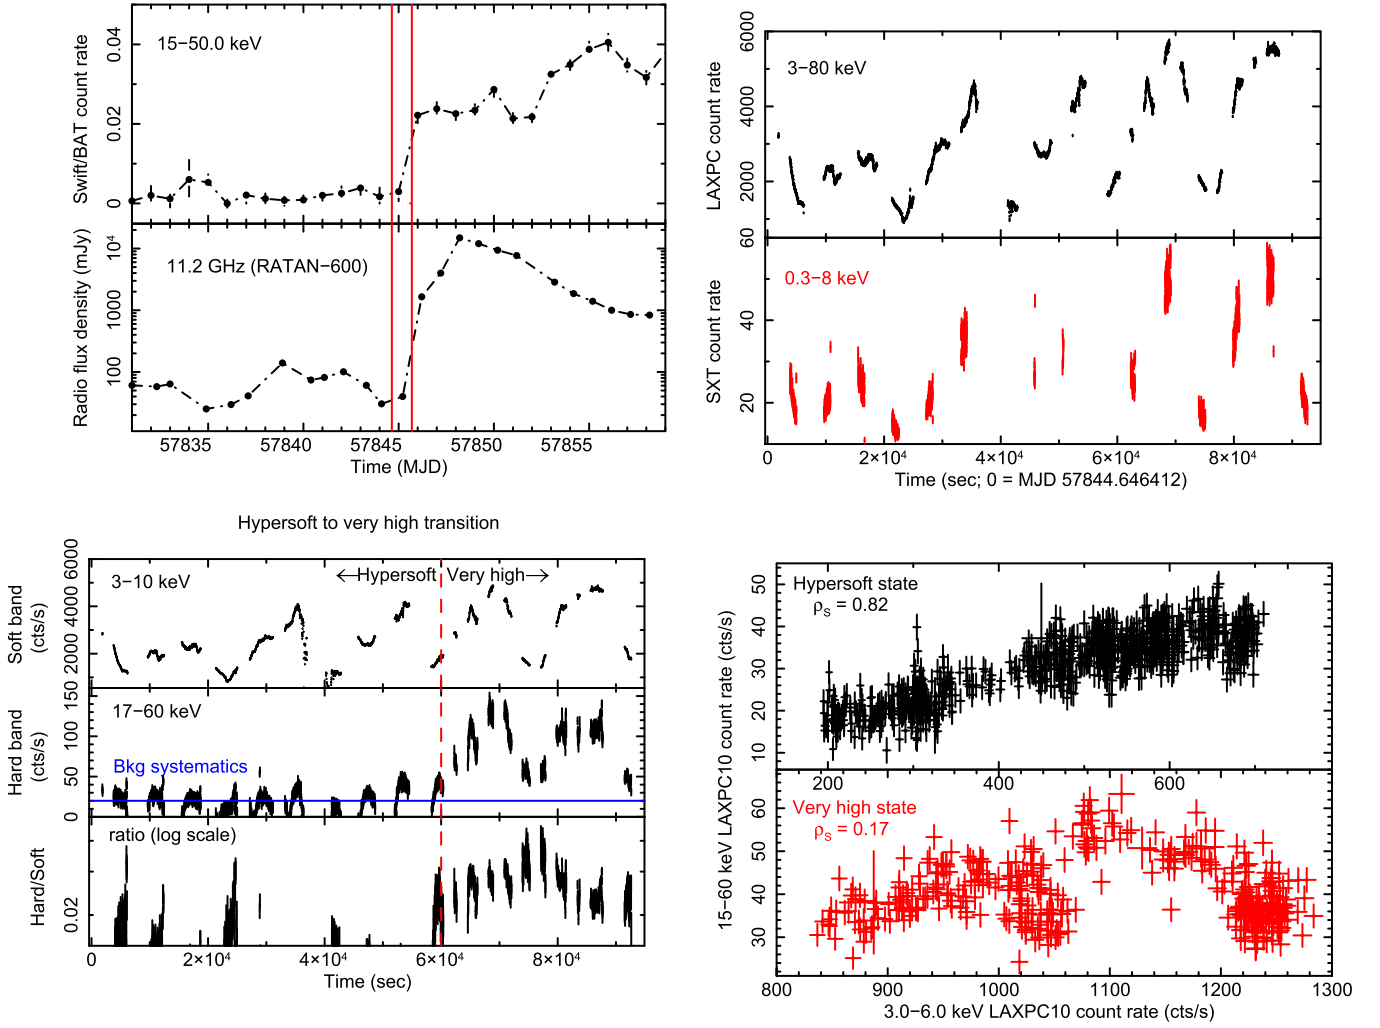 15−50.0 keV
Swift/BAT count rate
0.04
0.02
0
11.2 GHz (RATAN−600)
Radio flux density (mJy)
10⁴
1000
100
57835 57840 57845 57850 57855
Time (MJD)
3−80 keV
LAXPC count rate
6000
4000
2000
0.3−8 keV
SXT count rate
60
40
20
0 2×10⁴ 4×10⁴ 6×10⁴ 8×10⁴
Time (sec; 0 = MJD 57844.646412)
Hypersoft to very high transition
3−10 keV
←Hypersoft Very high→
Soft band
(cts/s)
6000
4000
2000
17−60 keV
Bkg systematics
Hard band
(cts/s)
150
100
50
0
ratio (log scale)
Hard/Soft
0.02
0 2×10⁴ 4×10⁴ 6×10⁴ 8×10⁴
Time (sec)
Hypersoft state
ρS = 0.82
50
40
30
20
10
200 400 600
Very high state
ρS = 0.17
60
50
40
30
15−60 keV LAXPC10 count rate (cts/s)
800 900 1000 1100 1200 1300
3.0−6.0 keV LAXPC10 count rate (cts/s)